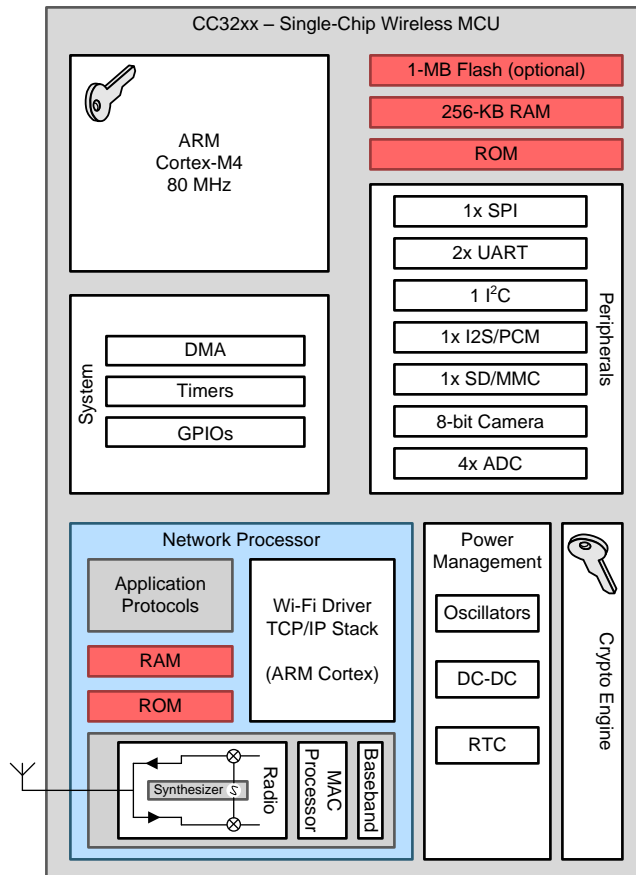 CC32xx – Single-Chip Wireless MCU
ARM
Cortex-M4
80 MHz
1-MB Flash (optional)
256-KB RAM
ROM
Peripherals
1x SPI
2x UART
1 I²C
1x I2S/PCM
1x SD/MMC
8-bit Camera
4x ADC
System
DMA
Timers
GPIOs
Network Processor
Application
Protocols
RAM
ROM
Wi-Fi Driver
TCP/IP Stack
(ARM Cortex)
Synthesizer
Radio
MAC
Processor
Baseband
Power
Management
Oscillators
DC-DC
RTC
Crypto Engine